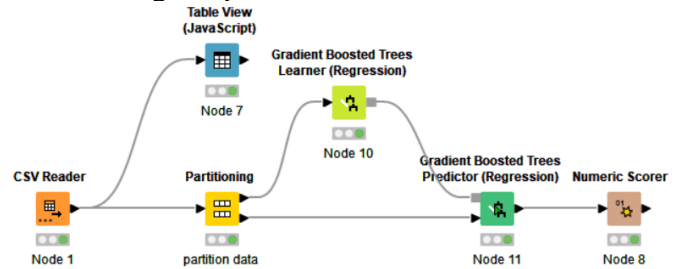 Table View
(JavaScript)
Node 7
Gradient Boosted Trees
Learner (Regression)
Node 10
CSV Reader
Node 1
Partitioning
partition data
Gradient Boosted Trees
Predictor (Regression)
Node 11
Numeric Scorer
Node 8